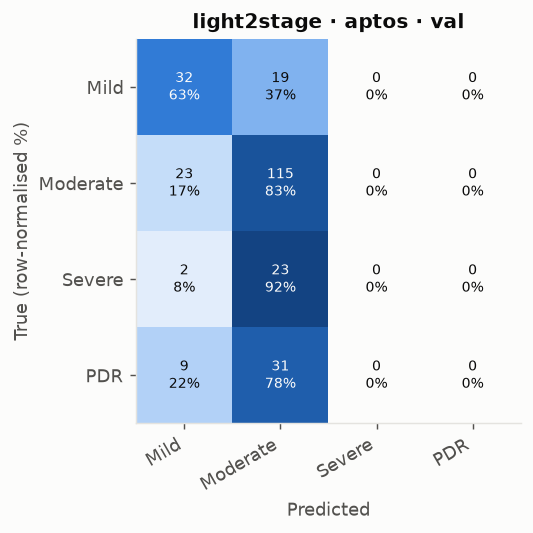 light2stage · aptos · val
True (row-normalised %)
Mild
32 19 0 0
63% 37% 0% 0%
Moderate
23 115 0 0
17% 83% 0% 0%
Severe
2 23 0 0
8% 92% 0% 0%
PDR
9 31 0 0
22% 78% 0% 0%
Mild Moderate Severe PDR
Predicted